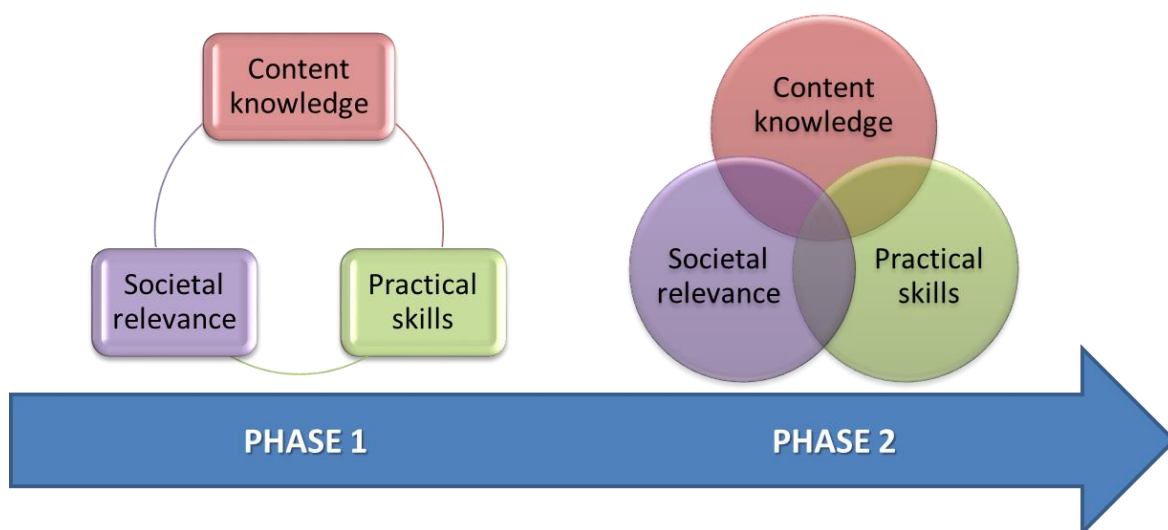 Content
knowledge
Societal
relevance
Practical
skills
Content
knowledge
Societal
relevance
Practical
skills
PHASE 1
PHASE 2